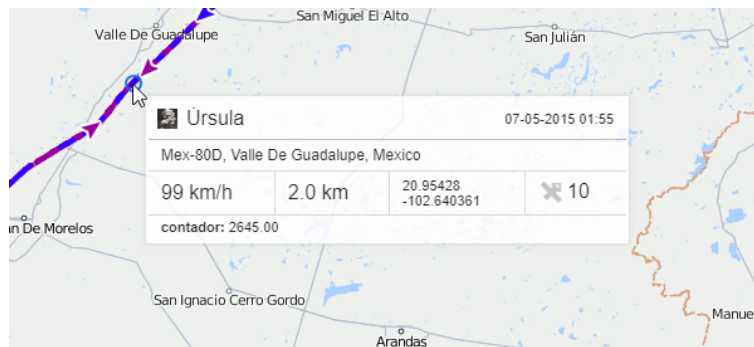 San Miguel El Alto
Valle De Guadalupe
San Julián
Úrsula 07-05-2015 01:55
Mex-80D, Valle De Guadalupe, Mexico
99 km/h 2.0 km 20.95428 10
-102.640361
contador: 2645.00
n De Morelos
San Ignacio Cerro Gordo
Manue
Arandas